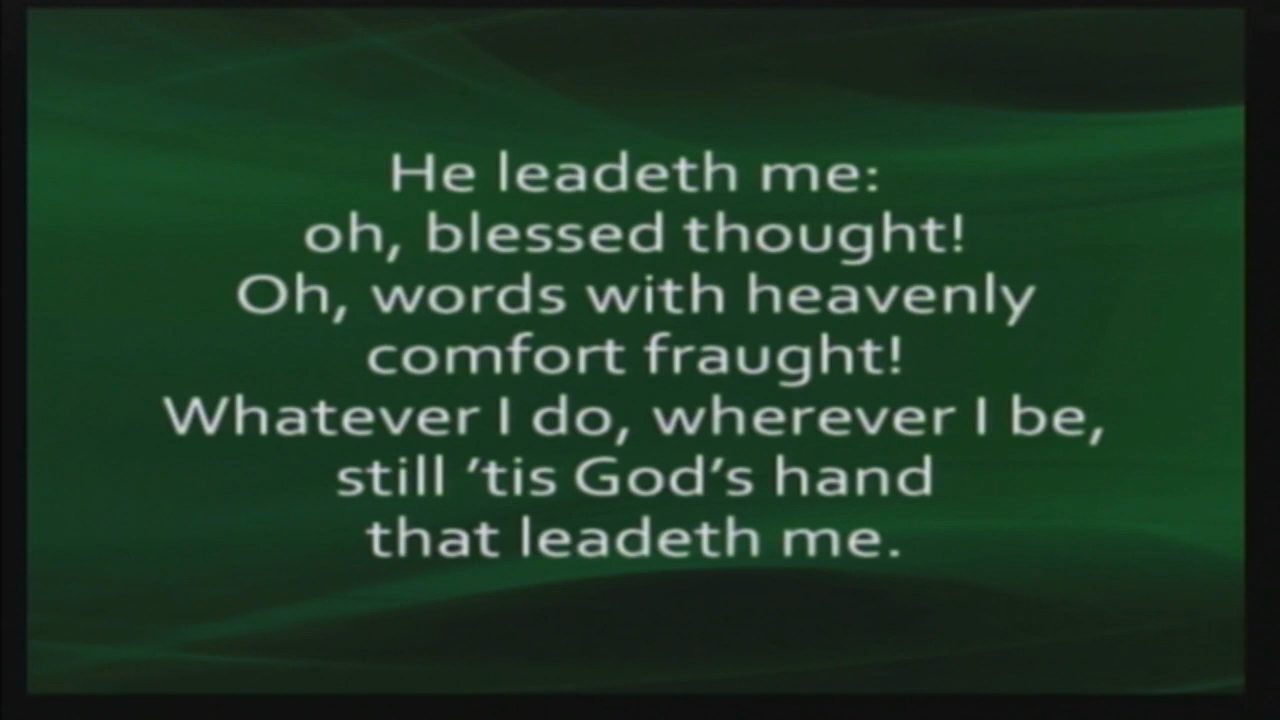 He leadeth me:
oh, blessed thought!
Oh, words with heavenly
comfort fraught!
Whatever I do, wherever I be,
still ’tis God’s hand
that leadeth me.